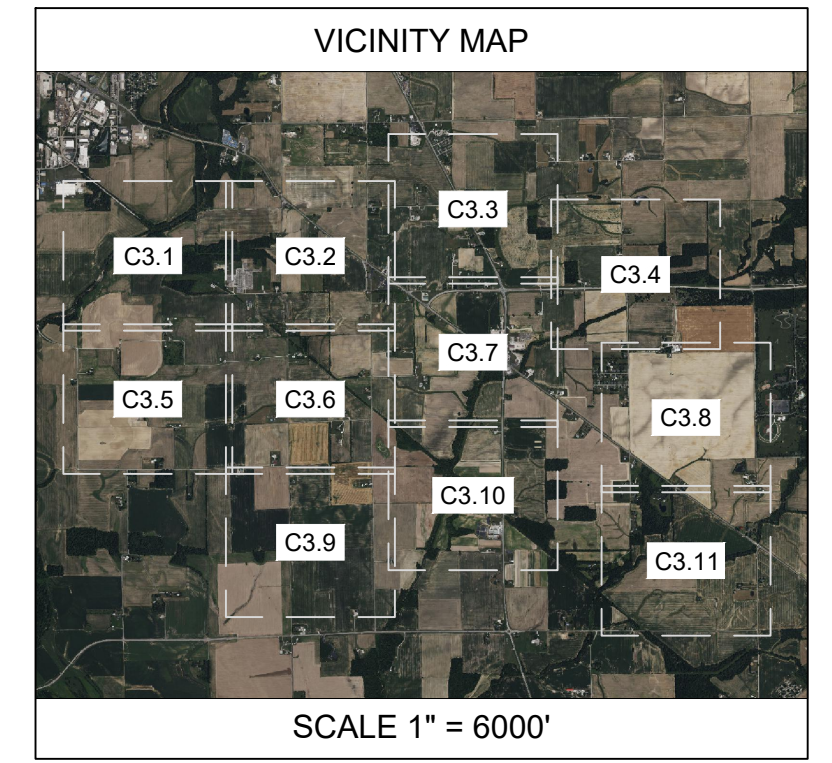 VICINITY MAP
C3.3
C3.1
C3.2
C3.4
C3.7
C3.5
C3.6
C3.8
C3.10
C3.9
C3.11
SCALE 1" = 6000'